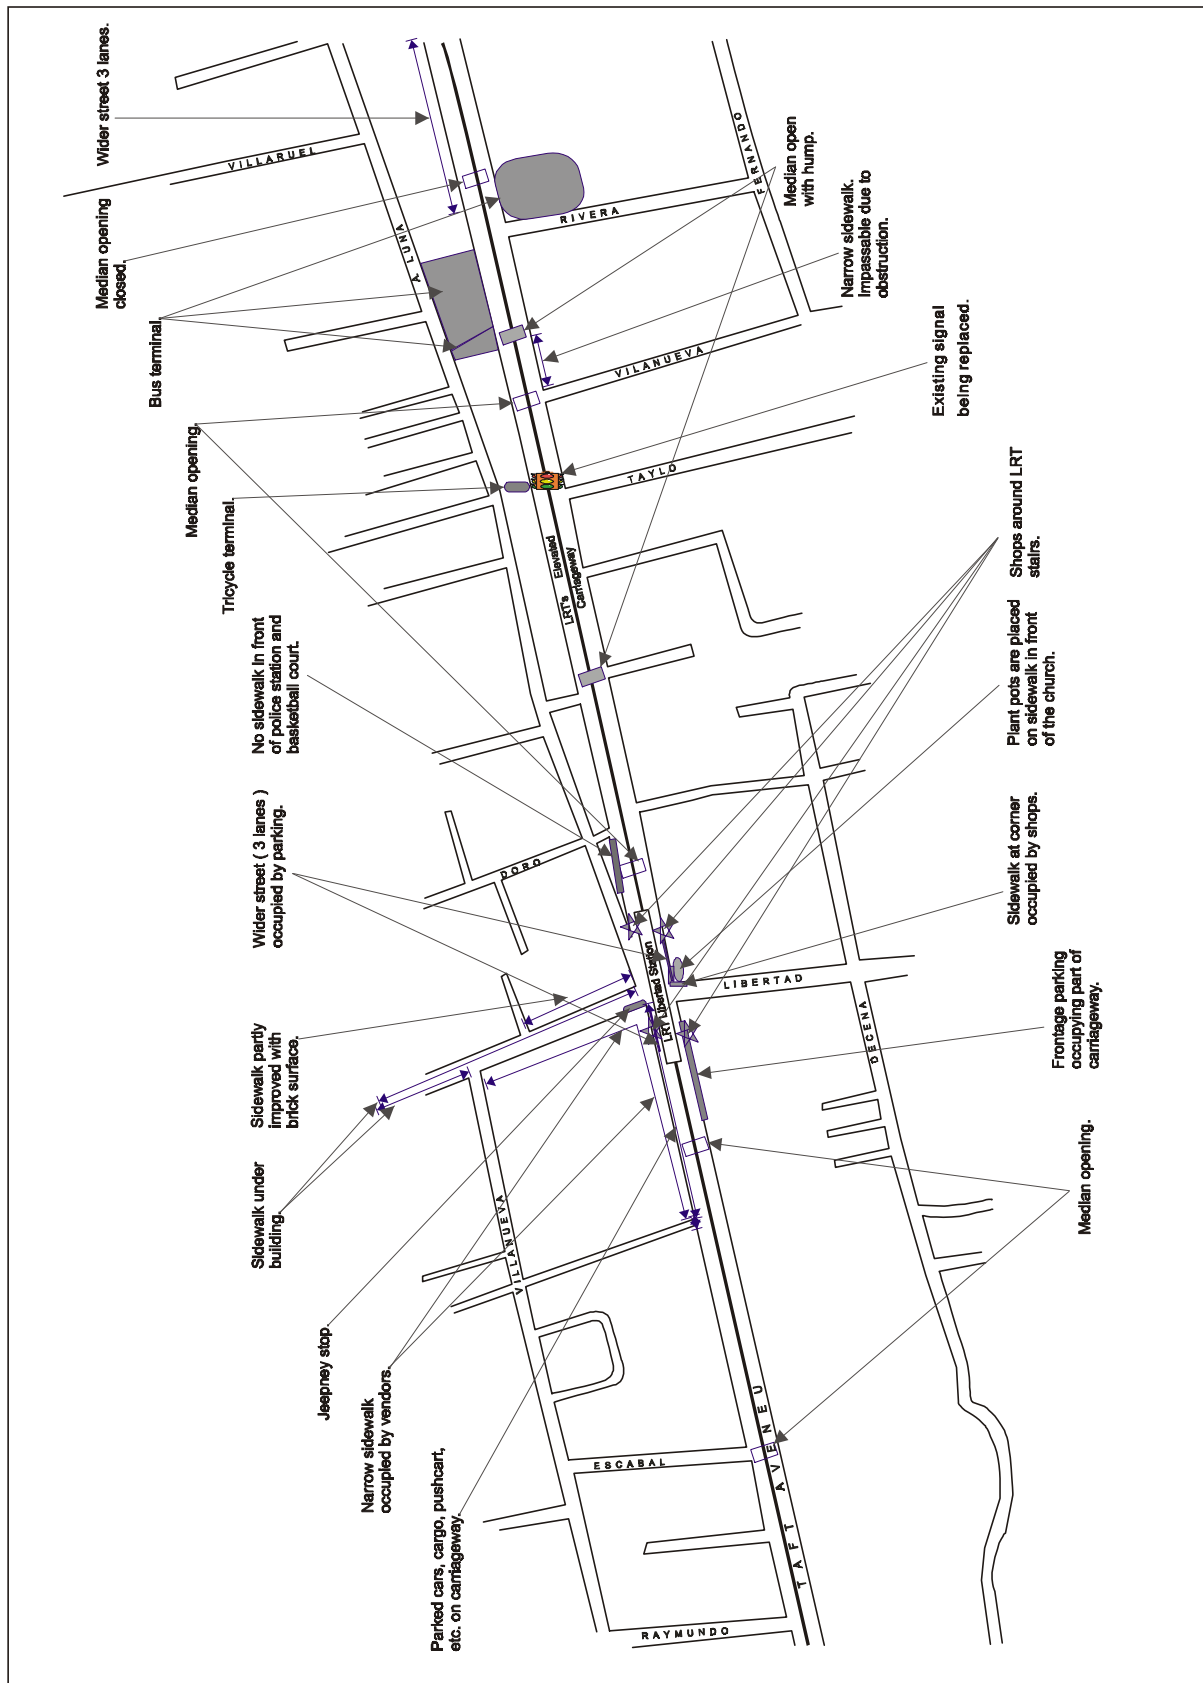 Wider street 3 lanes.
Median opening
closed.
Bus terminal.
Median opening.
Tricycle terminal.
No sidewalk in front
of police station and
basketball court.
Wider street ( 3 lanes )
occupied by parking.
Sidewalk partly
improved with
brick surface.
Sidewalk under
building.
Jeepney stop.
Narrow sidewalk
occupied by vendors.
Parked cars, cargo, pushcart,
etc. on carriageway.
Median open
with hump.
Narrow sidewalk.
Impassable due to
obstruction.
Existing signal
being replaced.
Shops around LRT
stairs.
Plant pots are placed
on sidewalk in front
of the church.
Sidewalk at corner
occupied by shops.
Frontage parking
occupying part of
carriageway.
Median opening.
VILLARUEL
A. LUNA
FERNANDO
RIVERA
VILANUEVA
TAYLO
LRT's Elevated
Carriageway
DORO
LRT Libertad Station
LIBERTAD
DECENA
VILLANUEVA
ESCABAL
RAYMUNDO
TAFT AVENEU